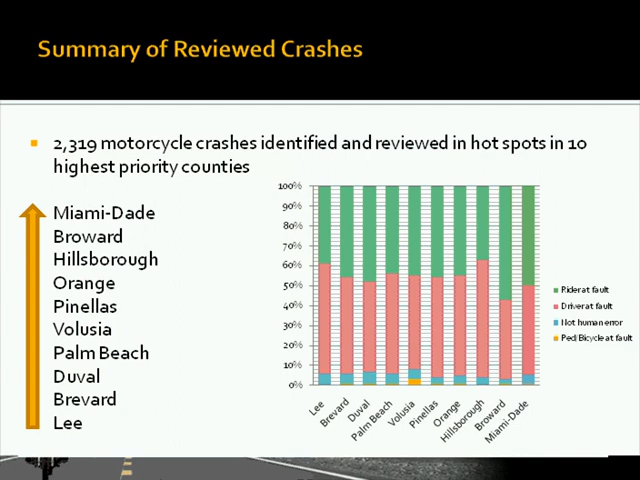 Summary of Reviewed Crashes
2,319 motorcycle crashes identified and reviewed in hot spots in 10
highest priority counties
Miami-Dade
Broward
Hillsborough
Orange
Pinellas
Volusia
Palm Beach
Duval
Brevard
Lee
100%
90%
80%
70%
60%
50%
40%
30%
20%
10%
0%
Lee
Brevard
Duval
Palm Beach
Volusia
Pinellas
Orange
Hillsborough
Broward
Miami-Dade
Rider at fault
Driver at fault
Not human error
Ped/Bicycle at fault